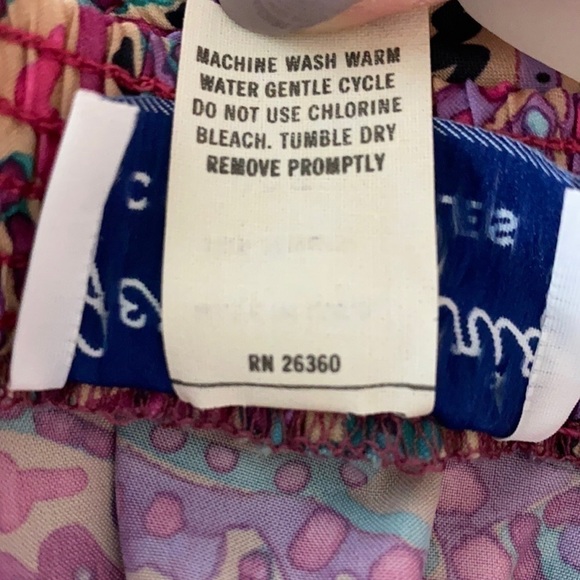 MACHINE WASH WARM
WATER GENTLE CYCLE
DO NOT USE CHLORINE
BLEACH. TUMBLE DRY
REMOVE PROMPTLY
RN 26360